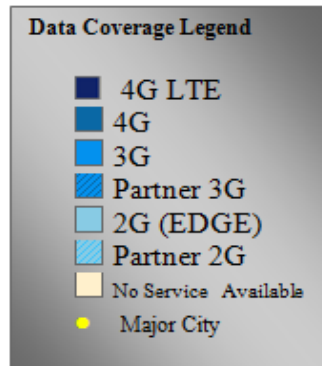 Data Coverage Legend
4G LTE
4G
3G
Partner 3G
2G (EDGE)
Partner 2G
No Service Available
Major City